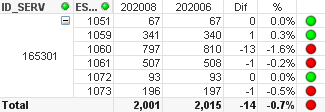 ID_SERV ES... 202008 202006 Dif %
165301 1051 67 67 0 0.0%
1059 341 340 1 0.3%
1060 797 810 -13 -1.6%
1061 507 508 -1 -0.2%
1072 93 93 0 0.0%
1073 196 197 -1 -0.5%
Total 2,001 2,015 -14 -0.7%